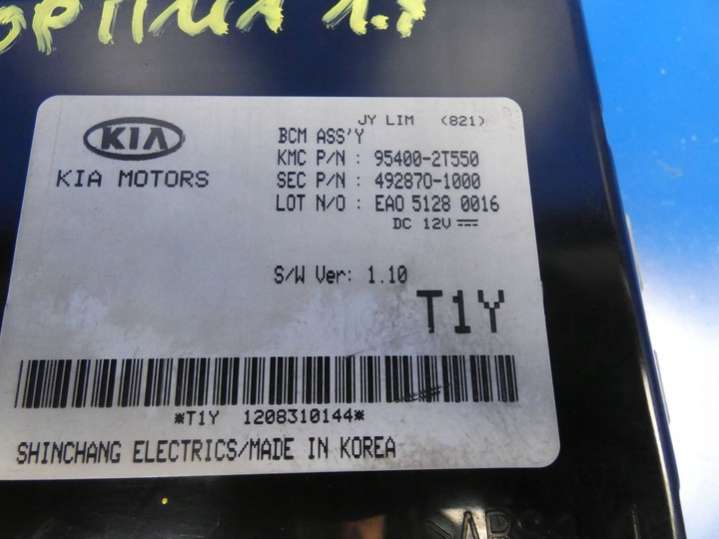 OPTIMA 1.7
JY LIM (821)
KIA
KIA MOTORS
BCM ASS'Y
KMC P/N : 95400-2T550
SEC P/N : 492870-1000
LOT N/O : EA0 5128 0016
DC 12V
S/W Ver: 1.10
T1Y
*T1Y 1208310144*
SHINCHANG ELECTRICS/MADE IN KOREA